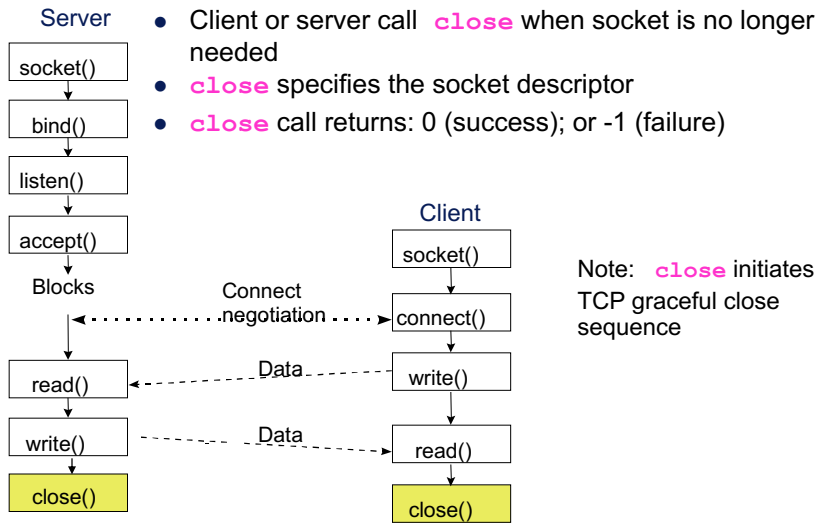 Server
• Client or server call close when socket is no longer
needed
• close specifies the socket descriptor
• close call returns: 0 (success); or -1 (failure)
socket()
bind()
listen()
accept()
Blocks
read()
write()
close()
Connect
negotiation
Data
Data
Client
socket()
connect()
write()
read()
close()
Note: close initiates
TCP graceful close
sequence